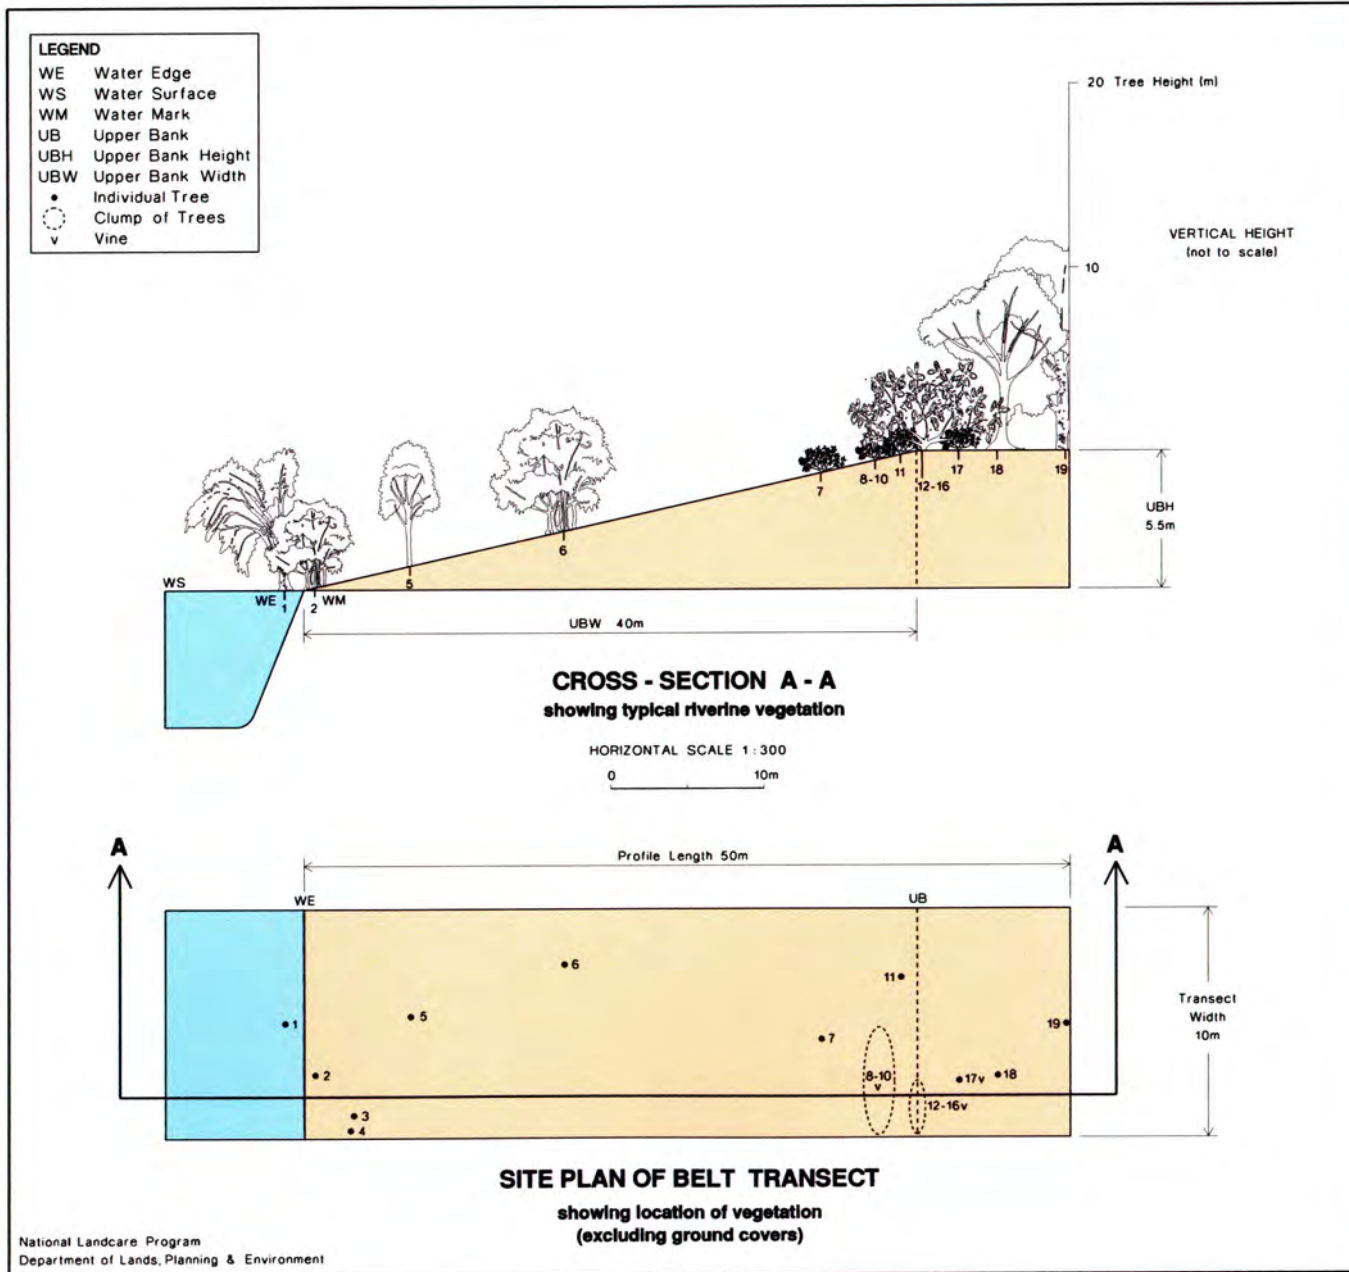 LEGEND
WE Water Edge
WS Water Surface
WM Water Mark
UB Upper Bank
UBH Upper Bank Height
UBW Upper Bank Width
Individual Tree
Clump of Trees
v Vine
20 Tree Height (m)
VERTICAL HEIGHT
(not to scale)
10
WS
WE
1
2
WM
5
6
7
8-10
11
12-16
17
18
19
UBH
5.5m
UBW 40m
CROSS - SECTION A - A
showing typical riverine vegetation
HORIZONTAL SCALE 1 : 300
0 10m
A
A
Profile Length 50m
WE
UB
6
11
1
5
19
7
2
8-10
v
17v
18
12-16v
3
4
Transect
Width
10m
SITE PLAN OF BELT TRANSECT
showing location of vegetation
(excluding ground covers)
National Landcare Program
Department of Lands, Planning & Environment